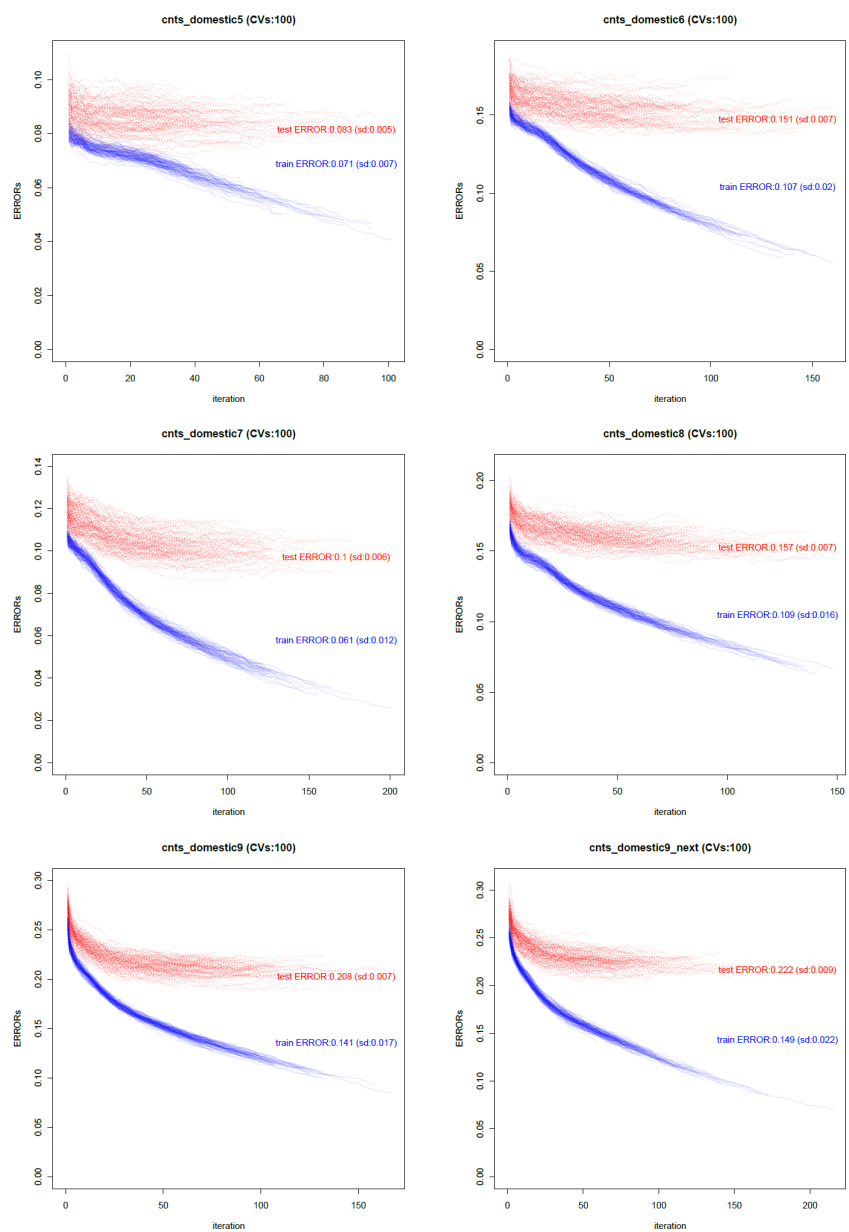 cnts_domestic5 (CVs:100)
ERRORs
0.00
0.04
0.06
0.08
0.10
test ERROR:0.083 (sd:0.005)
train ERROR:0.071 (sd:0.007)
0 20 40 60 80 100
iteration
cnts_domestic6 (CVs:100)
ERRORs
0.00
0.05
0.10
0.15
test ERROR:0.151 (sd:0.007)
train ERROR:0.107 (sd:0.02)
0 50 100 150
iteration
cnts_domestic7 (CVs:100)
ERRORs
0.00
0.02
0.04
0.06
0.08
0.10
0.12
0.14
test ERROR:0.1 (sd:0.006)
train ERROR:0.061 (sd:0.012)
0 50 100 150 200
iteration
cnts_domestic8 (CVs:100)
ERRORs
0.00
0.05
0.10
0.15
0.20
test ERROR:0.157 (sd:0.007)
train ERROR:0.109 (sd:0.016)
0 50 100 150
iteration
cnts_domestic9 (CVs:100)
ERRORs
0.00
0.05
0.10
0.15
0.20
0.25
0.30
test ERROR:0.208 (sd:0.007)
train ERROR:0.141 (sd:0.017)
0 50 100 150
iteration
cnts_domestic9_next (CVs:100)
ERRORs
0.00
0.05
0.10
0.15
0.20
0.25
0.30
test ERROR:0.222 (sd:0.009)
train ERROR:0.149 (sd:0.022)
0 50 100 150 200
iteration